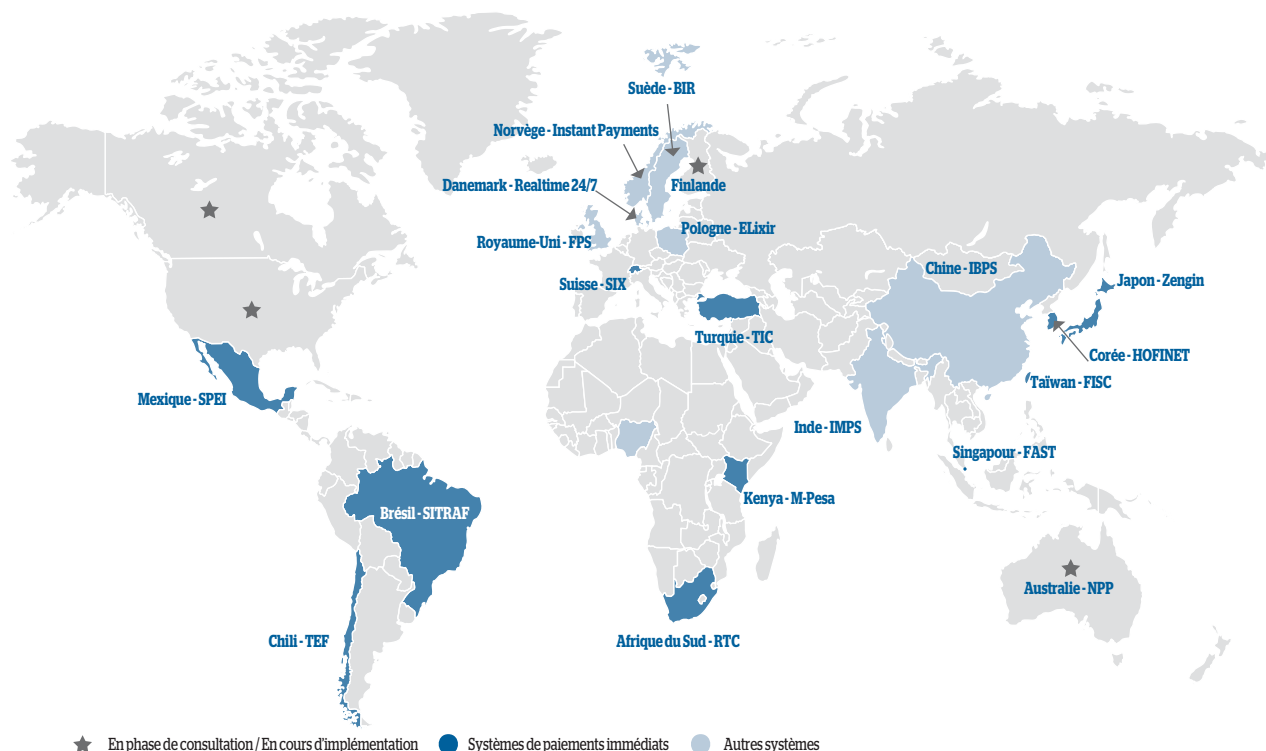 Suède - BIR
Norvège - Instant Payments
Danemark - Realtime 24/7
Finlande
Pologne - ELixir
Royaume-Uni - FPS
Suisse - SIX
Chine - IBPS
Japon - Zengin
Turquie - TIC
Corée - HOFINET
Taïwan - FISC
Mexique - SPEI
Inde - IMPS
Singapour - FAST
Kenya - M-Pesa
Brésil - SITRAF
Australie - NPP
Chili - TEF
Afrique du Sud - RTC
En phase de consultation / En cours d'implémentation
Systèmes de paiements immédiats
Autres systèmes